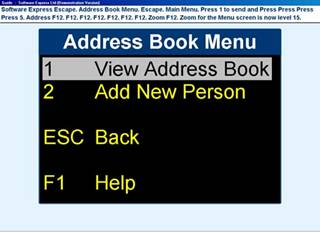 Guide - Software Express Ltd (Demonstration Version)
Software Express Escape. Address Book Menu. Escape. Main Menu. Press 1 to send and Press Press Press
Press 5. Address F12. F12. F12. F12. F12. F12. F12. Zoom F12. Zoom for the Menu screen is now level 15.
Address Book Menu
1 View Address Book
2 Add New Person
ESC Back
F1 Help